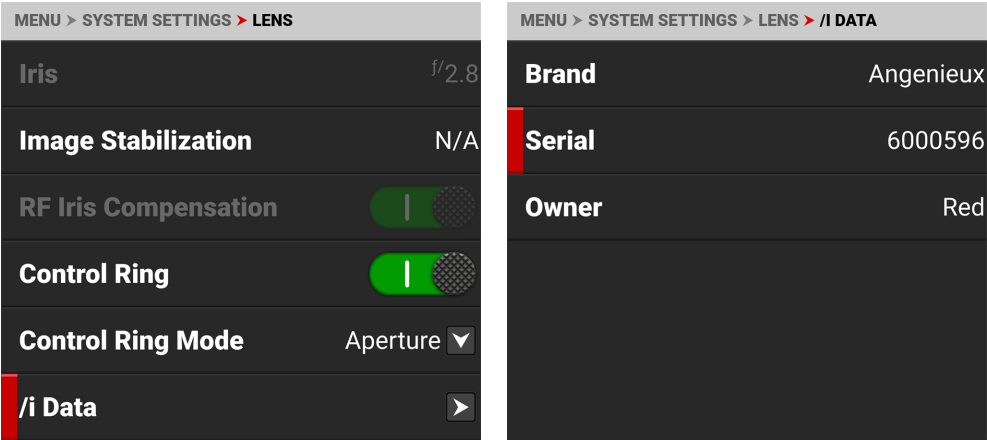 MENU > SYSTEM SETTINGS > LENS
Iris f/2.8
Image Stabilization N/A
RF Iris Compensation
Control Ring
Control Ring Mode Aperture
/i Data
MENU > SYSTEM SETTINGS > LENS > /I DATA
Brand Angenieux
Serial 6000596
Owner Red